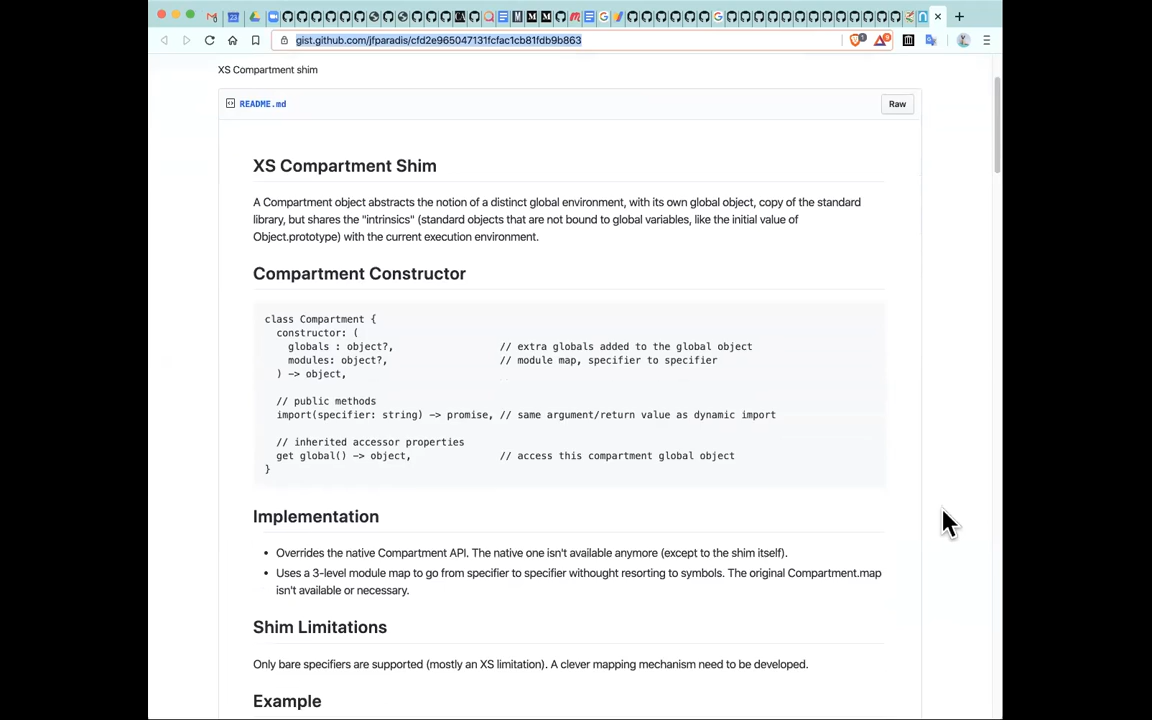 gist.github.com/jfparadis/cfd2e965047131fcfac1cb81fdb9b863
XS Compartment shim
README.md
Raw
XS Compartment Shim
A Compartment object abstracts the notion of a distinct global environment, with its own global object, copy of the standard
library, but shares the "intrinsics" (standard objects that are not bound to global variables, like the initial value of
Object.prototype) with the current execution environment.
Compartment Constructor
class Compartment {
constructor: (
globals : object?, // extra globals added to the global object
modules: object?, // module map, specifier to specifier
) -> object,
// public methods
import(specifier: string) -> promise, // same argument/return value as dynamic import
// inherited accessor properties
get global() -> object, // access this compartment global object
}
Implementation
• Overrides the native Compartment API. The native one isn't available anymore (except to the shim itself).
• Uses a 3-level module map to go from specifier to specifier withought resorting to symbols. The original Compartment.map
isn't available or necessary.
Shim Limitations
Only bare specifiers are supported (mostly an XS limitation). A clever mapping mechanism need to be developed.
Example